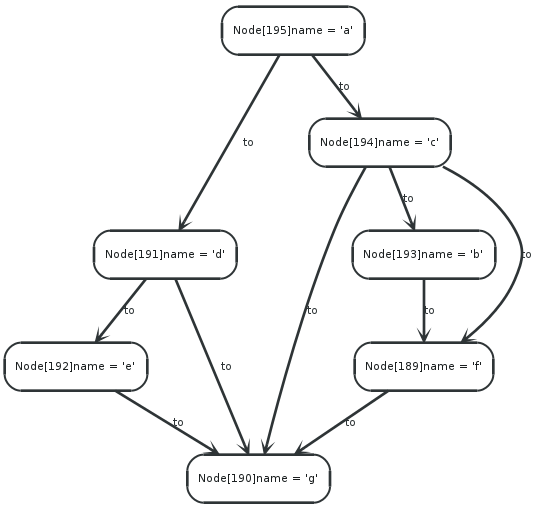 Node[195]name = 'a'
to
Node[194]name = 'c'
to
to
Node[191]name = 'd'
Node[193]name = 'b'
to
to
to
to
Node[192]name = 'e'
to
Node[189]name = 'f'
to
to
Node[190]name = 'g'